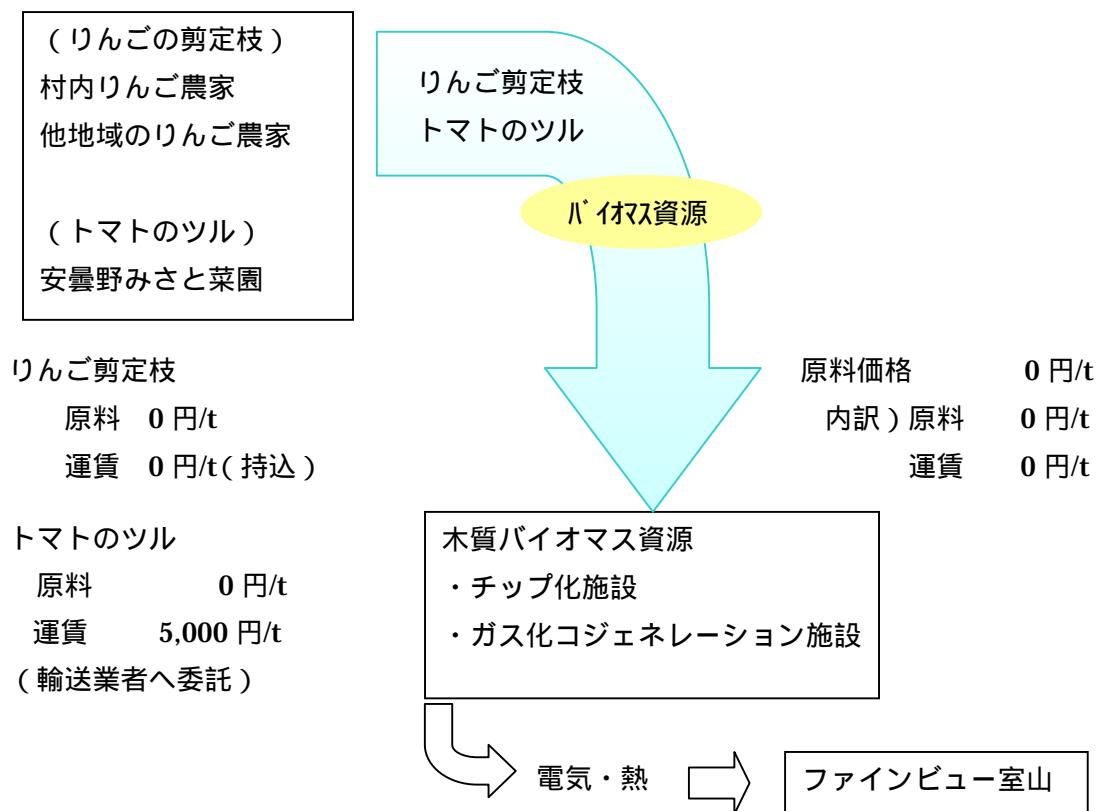 (りんごの剪定枝)
村内りんご農家
他地域のりんご農家
(トマトのツル)
安曇野みさと菜園
りんご剪定枝
トマトのツル
バイオマス資源
りんご剪定枝
原料 0 円/t
運賃 0 円/t(持込)
トマトのツル
原料 0 円/t
運賃 5,000 円/t
(輸送業者へ委託)
原料価格 0 円/t
内訳)原料 0 円/t
運賃 0 円/t
木質バイオマス資源
・チップ化施設
・ガス化コジェネレーション施設
電気・熱
ファインビュー室山